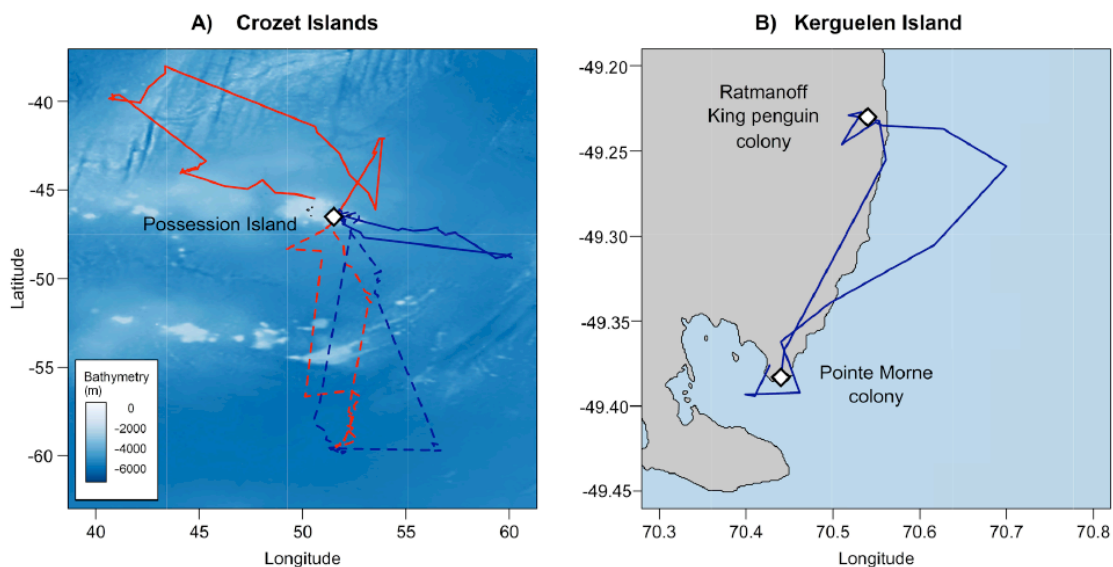 A) Crozet Islands
-40
-45
-50
-55
-60
Latitude
Possession Island
Bathymetry
(m)
0
-2000
-4000
-6000
40
45
50
55
60
Longitude
B) Kerguelen Island
-49.20
-49.25
-49.30
-49.35
-49.40
-49.45
Ratmanoff
King penguin
colony
Pointe Morne
colony
70.3
70.4
70.5
70.6
70.7
70.8
Longitude